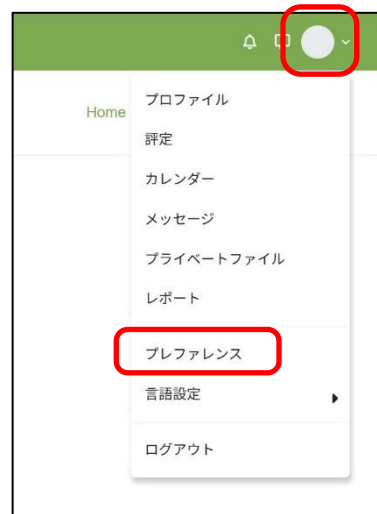 Home
プロファイル
評定
カレンダー
メッセージ
プライベートファイル
レポート
プレファレンス
言語設定
ログアウト